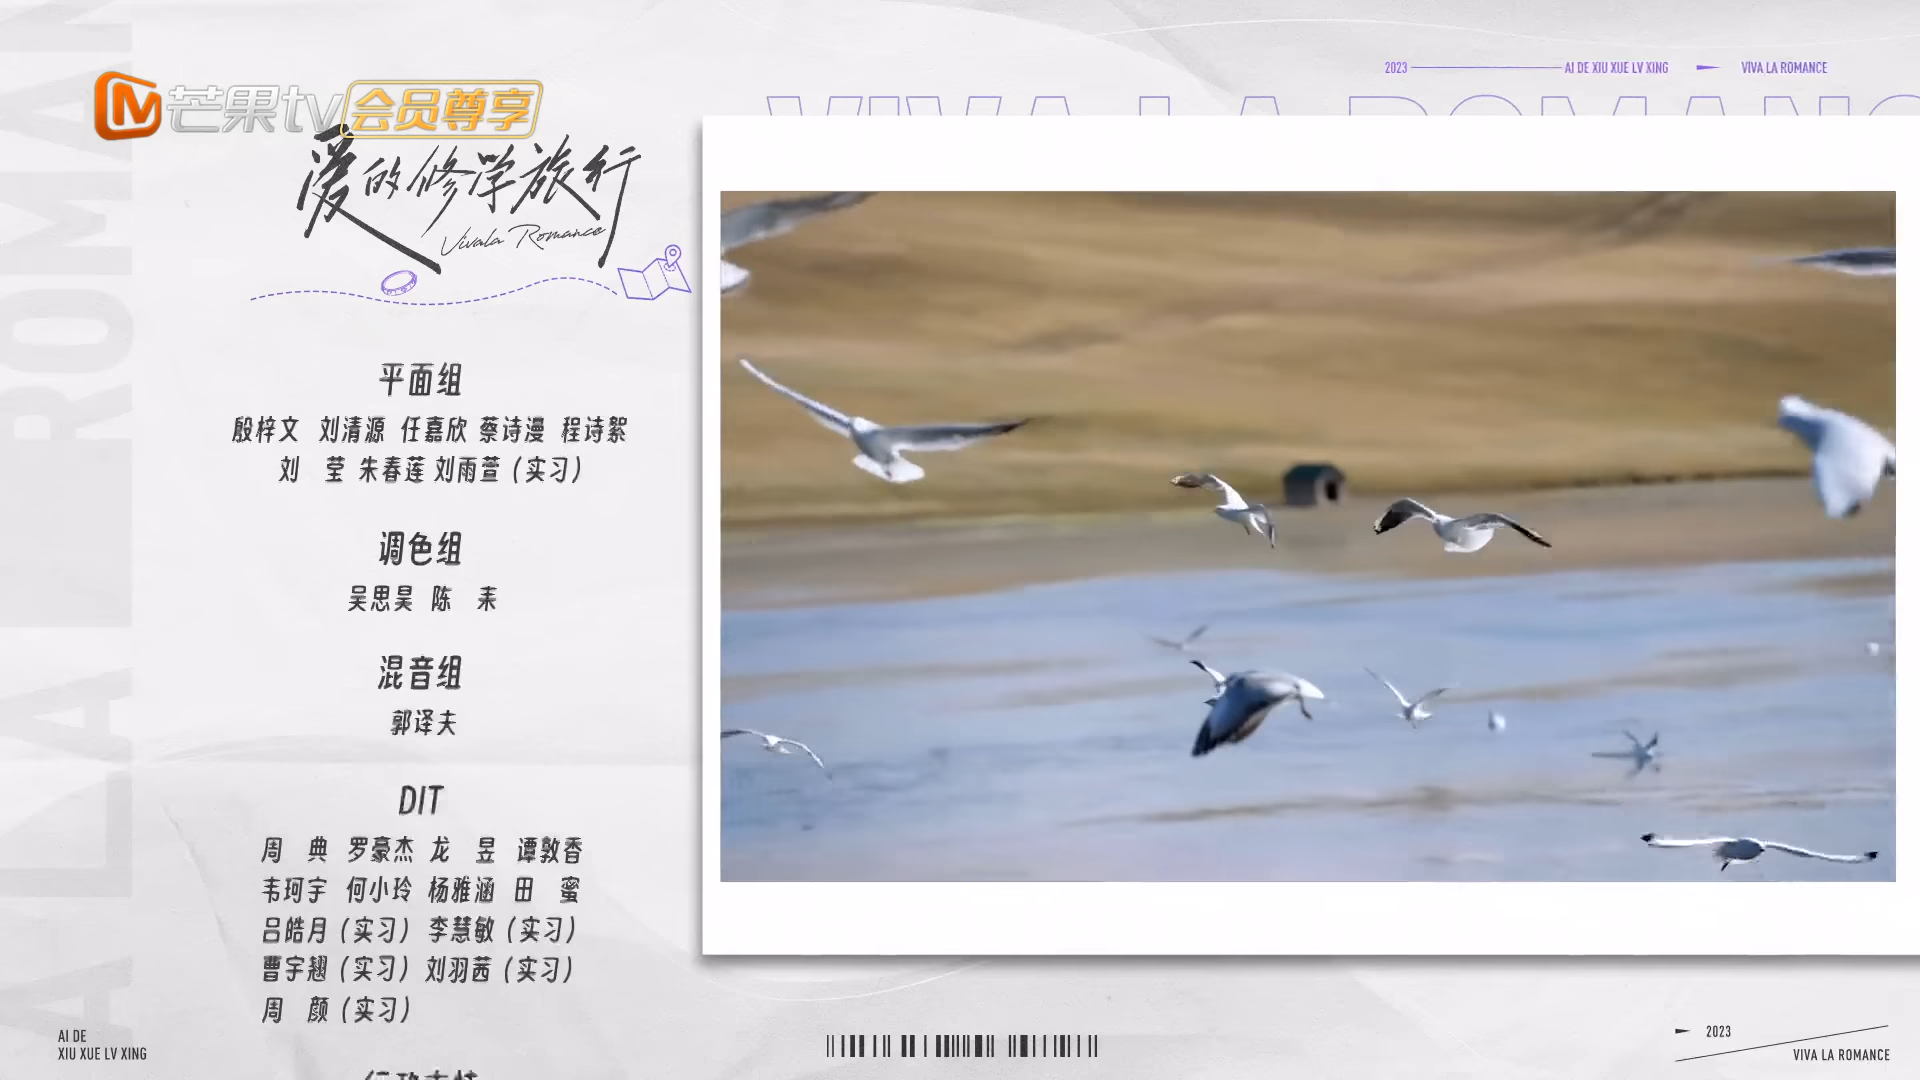 芒果tv会员尊享
2023 AI DE XIU XUE LV XING VIVA LA ROMANCE
爱的修学旅行
Vivala Romance
平面组
殷梓文 刘清源 任嘉欣 蔡诗漫 程诗絮
刘 莹 朱春莲 刘雨萱（实习）
调色组
吴思昊 陈 耒
混音组
郭译夫
DIT
周 典 罗豪杰 龙 昱 谭敦香
韦珂宇 何小玲 杨雅涵 田 蜜
吕皓月（实习） 李慧敏（实习）
曹宇翘（实习） 刘羽茜（实习）
周 颜（实习）
AI DE
XIU XUE LV XING
2023
VIVA LA ROMANCE